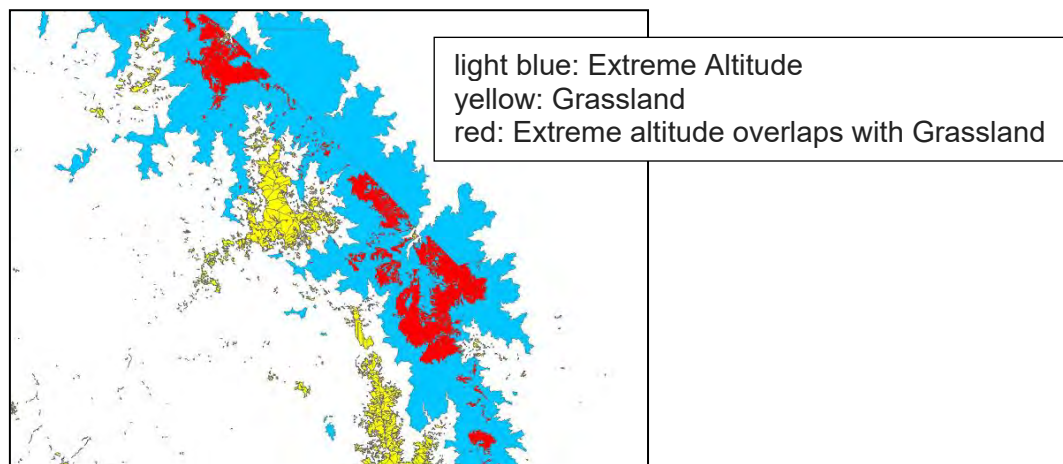 light blue: Extreme Altitude
yellow: Grassland
red: Extreme altitude overlaps with Grassland